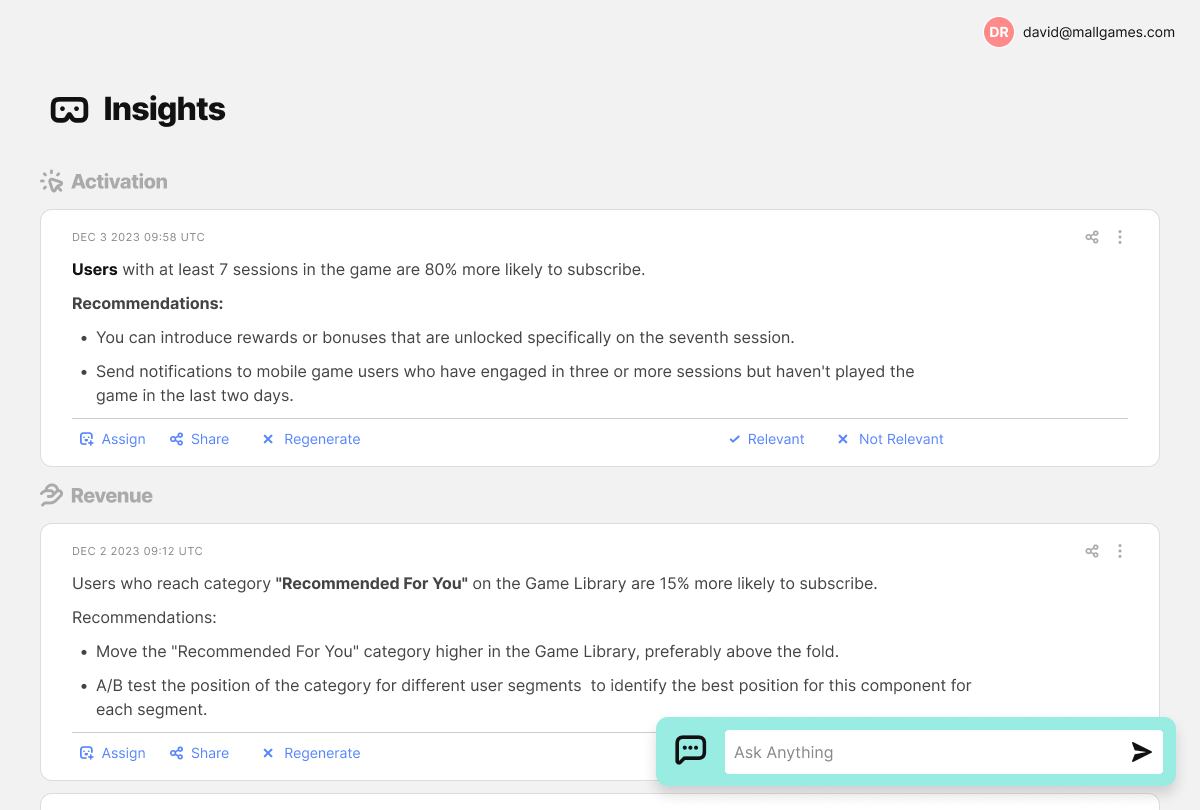 DR david@mallgames.com
Insights
Activation
DEC 3 2023 09:58 UTC
Users with at least 7 sessions in the game are 80% more likely to subscribe.
Recommendations:
• You can introduce rewards or bonuses that are unlocked specifically on the seventh session.
• Send notifications to mobile game users who have engaged in three or more sessions but haven't played the
game in the last two days.
Assign Share Regenerate Relevant Not Relevant
Revenue
DEC 2 2023 09:12 UTC
Users who reach category "Recommended For You" on the Game Library are 15% more likely to subscribe.
Recommendations:
• Move the "Recommended For You" category higher in the Game Library, preferably above the fold.
• A/B test the position of the category for different user segments  to identify the best position for this component for
each segment.
Assign Share Regenerate
Ask Anything